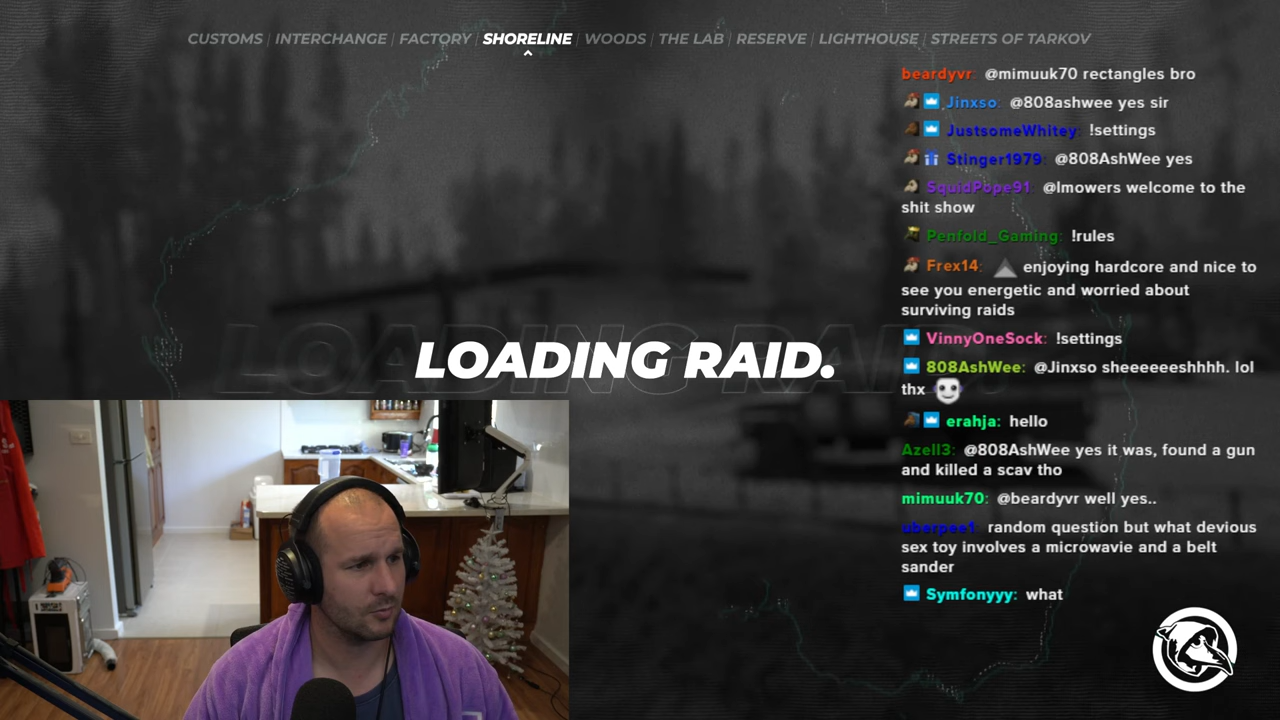 CUSTOMS | INTERCHANGE | FACTORY | SHORELINE | WOODS | THE LAB | RESERVE | LIGHTHOUSE | STREETS OF TARKOV
beardyvr: @mimuuk70 rectangles bro
Jinxso: @808ashwee yes sir
JustsomeWhitey: !settings
Stinger1979: @808AshWee yes
SquidPope91: @lmowers welcome to the
shit show
Penfold_Gaming: !rules
Frex14: enjoying hardcore and nice to
see you energetic and worried about
surviving raids
VinnyOneSock: !settings
LOADING RAID.
808AshWee: @Jinxso sheeeeeeshhhh. lol
thx
erahja: hello
Azell3: @808AshWee yes it was, found a gun
and killed a scav tho
mimuuk70: @beardyvr well yes..
uberpee1: random question but what devious
sex toy involves a microwavie and a belt
sander
Symfonyyy: what